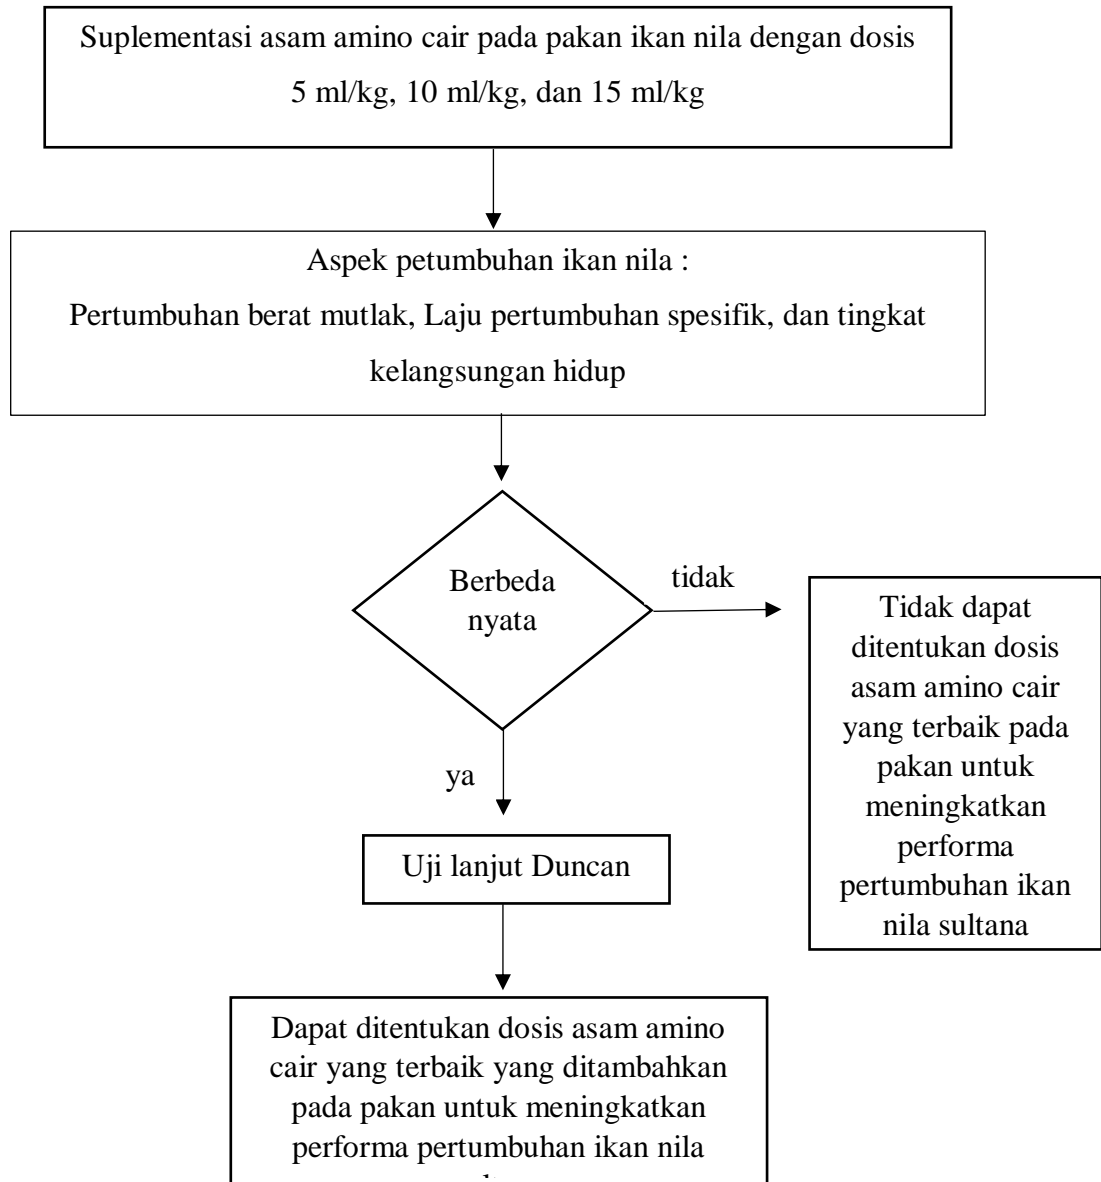 Suplementasi asam amino cair pada pakan ikan nila dengan dosis
5 ml/kg, 10 ml/kg, dan 15 ml/kg
Aspek petumbuhan ikan nila :
Pertumbuhan berat mutlak, Laju pertumbuhan spesifik, dan tingkat
kelangsungan hidup
Berbeda
nyata
tidak
Tidak dapat
ditentukan dosis
asam amino cair
yang terbaik pada
pakan untuk
meningkatkan
performa
pertumbuhan ikan
nila sultana
ya
Uji lanjut Duncan
Dapat ditentukan dosis asam amino
cair yang terbaik yang ditambahkan
pada pakan untuk meningkatkan
performa pertumbuhan ikan nila